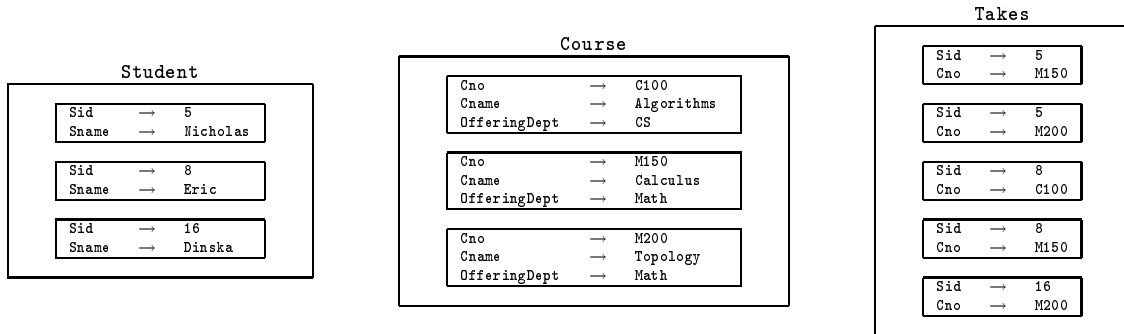 Student
Sid → 5
Sname → Nicholas
Sid → 8
Sname → Eric
Sid → 16
Sname → Dinska
Course
Cno → C100
Cname → Algorithms
OfferingDept → CS
Cno → M150
Cname → Calculus
OfferingDept → Math
Cno → M200
Cname → Topology
OfferingDept → Math
Takes
Sid → 5
Cno → M150
Sid → 5
Cno → M200
Sid → 8
Cno → C100
Sid → 8
Cno → M150
Sid → 16
Cno → M200